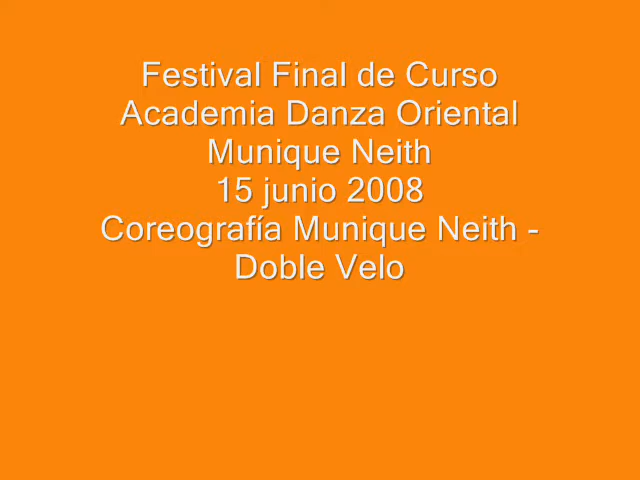 Festival Final de Curso
Academia Danza Oriental
Munique Neith
15 junio 2008
Coreografía Munique Neith -
Doble Velo